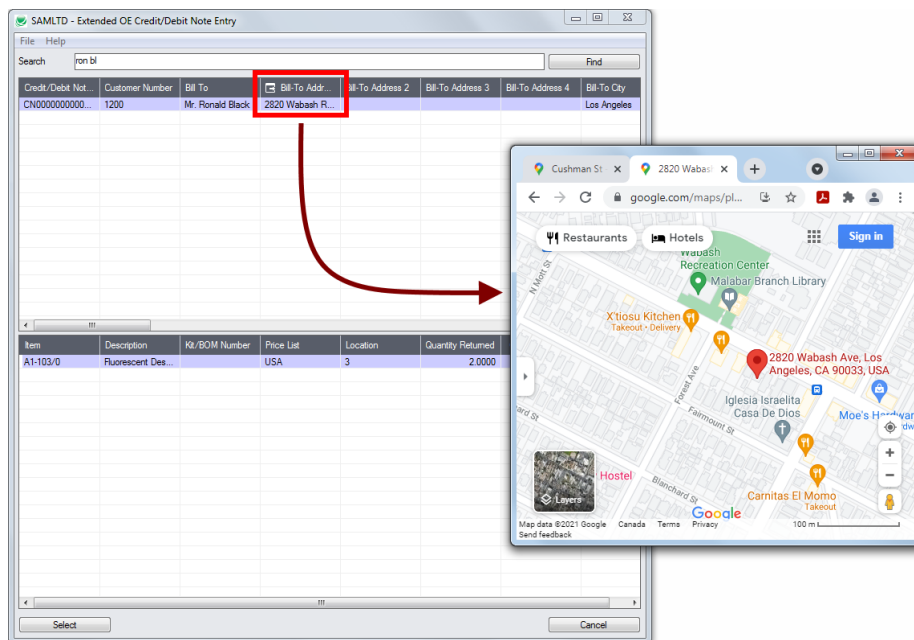 SAMLTD - Extended OE Credit/Debit Note Entry
File Help
Search ron bl Find
Credit/Debit Not... Customer Number Bill To Bill-To Addr... Bill-To Address 2 Bill-To Address 3 Bill-To Address 4 Bill-To City
CN0000000000... 1200 Mr. Ronald Black 2820 Wabash R... Los Angeles
Item Description Kit/BOM Number Price List Location Quantity Returned
A1-103/0 Fluorescent Des... USA 3 2.0000
Select Cancel
Cushman St 2820 Wabash
google.com/maps/pl...
Restaurants Hotels Sign in
Wabash
Recreation Center
N Mott St
Malabar Branch Library
X'tiosu Kitchen
Takeout • Delivery
2820 Wabash Ave, Los
Angeles, CA 90033, USA
Forest Ave
Iglesia Israelita
Casa De Dios
Moe's Hardware
Fairmount St
Hostel
Blanchard St
Layers
Carnitas El Momo
Takeout
Google
Map data ©2021 Google Canada Terms Privacy 100 m
Send feedback